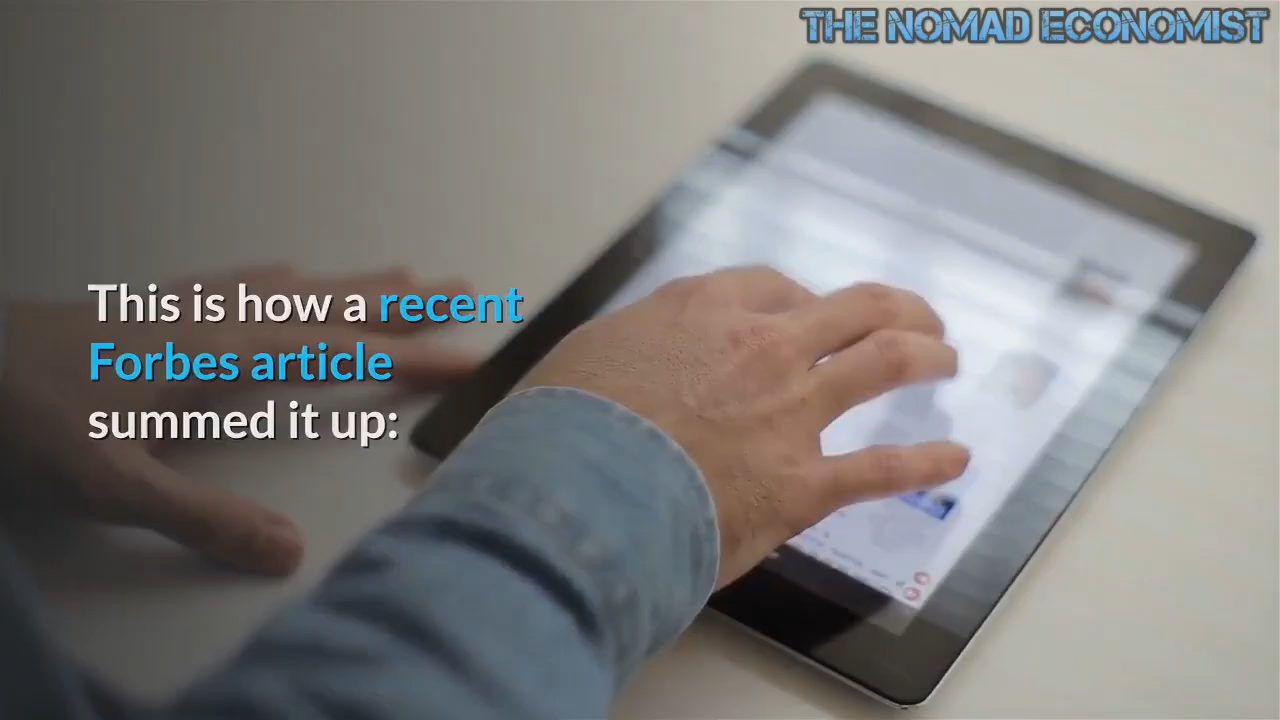 THE NOMAD ECONOMIST
This is how a recent
Forbes article
summed it up: